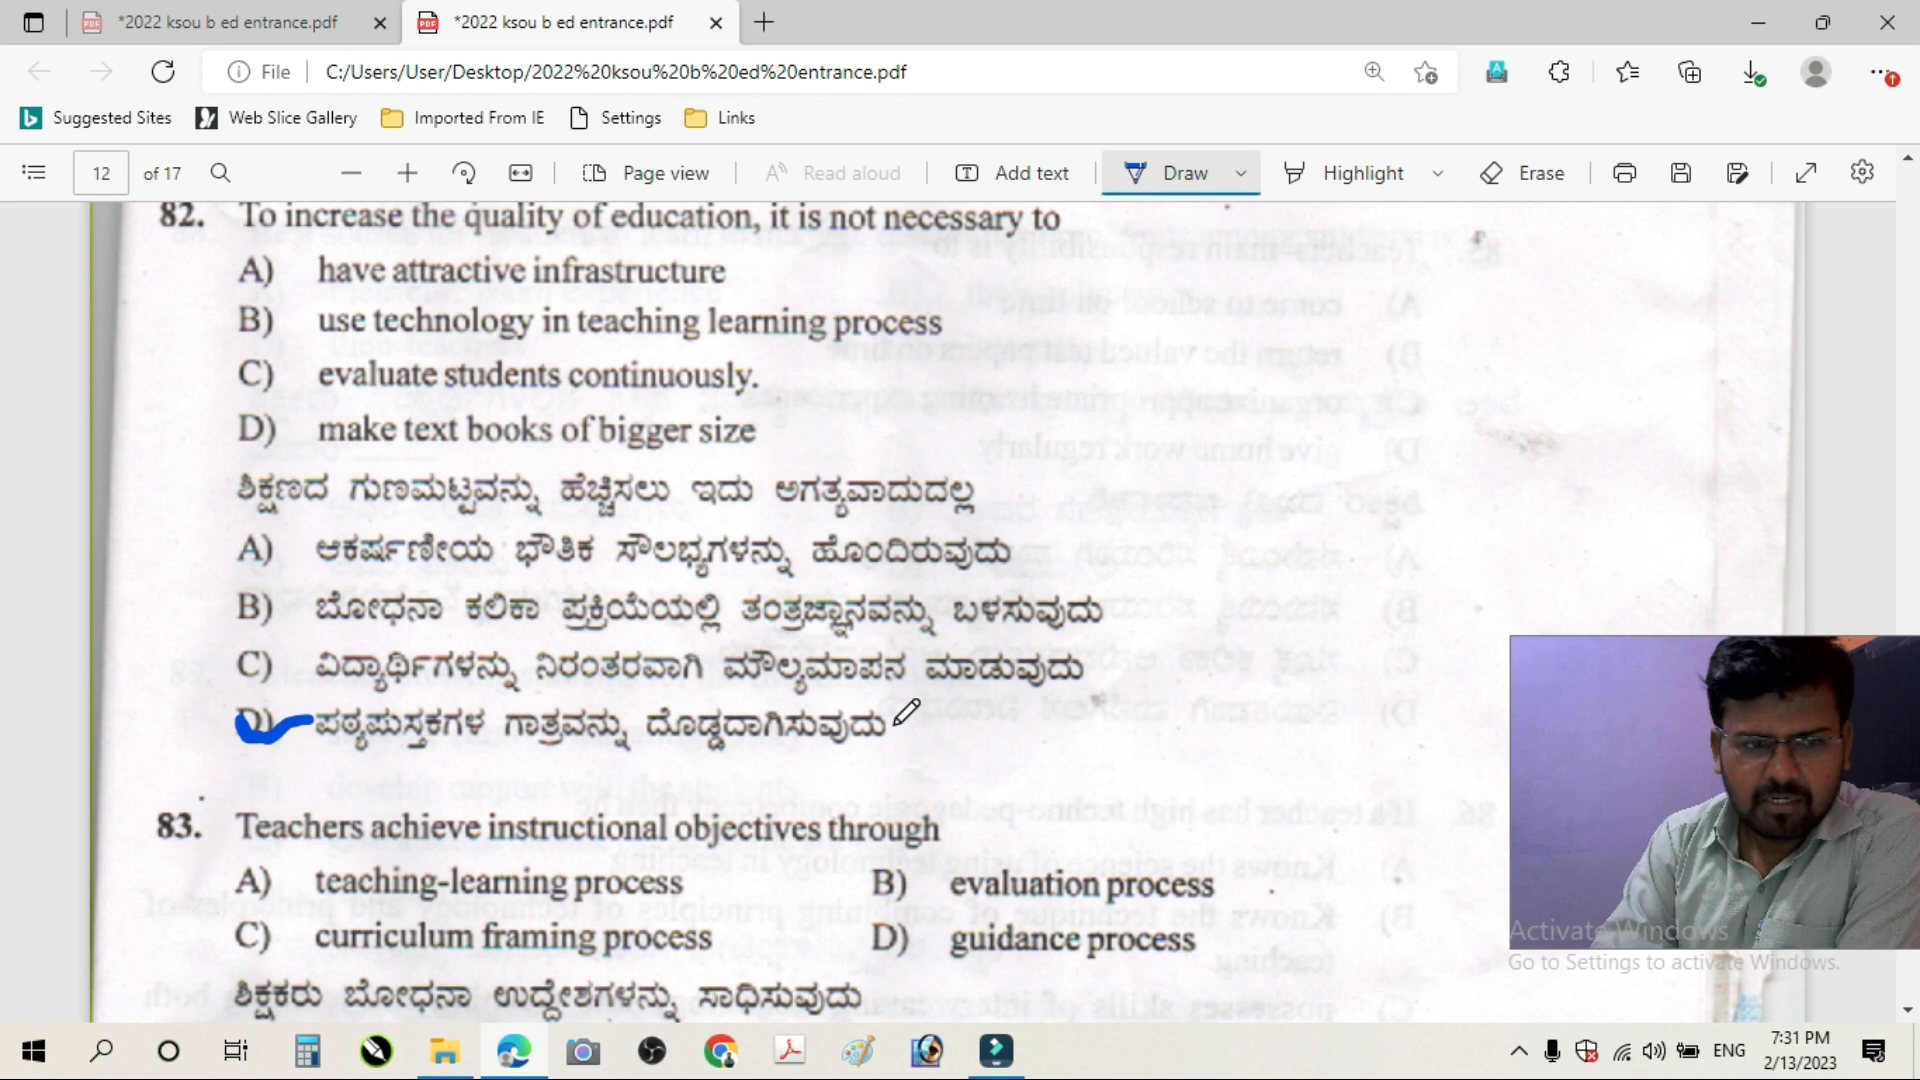 *2022 ksou b ed entrance.pdf
*2022 ksou b ed entrance.pdf
File
C:/Users/User/Desktop/2022%20ksou%20b%20ed%20entrance.pdf
Suggested Sites
Web Slice Gallery
Imported From IE
Settings
Links
12 of 17
Page view
Read aloud
Add text
Draw
Highlight
Erase
82. To increase the quality of education, it is not necessary to
A) have attractive infrastructure
B) use technology in teaching learning process
C) evaluate students continuously.
D) make text books of bigger size
ಶಿಕ್ಷಣದ ಗುಣಮಟ್ಟವನ್ನು ಹೆಚ್ಚಿಸಲು ಇದು ಅಗತ್ಯವಾದುದಲ್ಲ
A) ಆಕರ್ಷಣೀಯ ಭೌತಿಕ ಸೌಲಭ್ಯಗಳನ್ನು ಹೊಂದಿರುವುದು
B) ಬೋಧನಾ ಕಲಿಕಾ ಪ್ರಕ್ರಿಯೆಯಲ್ಲಿ ತಂತ್ರಜ್ಞಾನವನ್ನು ಬಳಸುವುದು
C) ವಿದ್ಯಾರ್ಥಿಗಳನ್ನು ನಿರಂತರವಾಗಿ ಮೌಲ್ಯಮಾಪನ ಮಾಡುವುದು
D) ಪಠ್ಯಪುಸ್ತಕಗಳ ಗಾತ್ರವನ್ನು ದೊಡ್ಡದಾಗಿಸುವುದು
83. Teachers achieve instructional objectives through
A) teaching-learning process B) evaluation process
C) curriculum framing process D) guidance process
ಶಿಕ್ಷಕರು ಬೋಧನಾ ಉದ್ದೇಶಗಳನ್ನು ಸಾಧಿಸುವುದು
Activate Windows
Go to Settings to activate Windows.
ENG
7:31 PM
2/13/2023